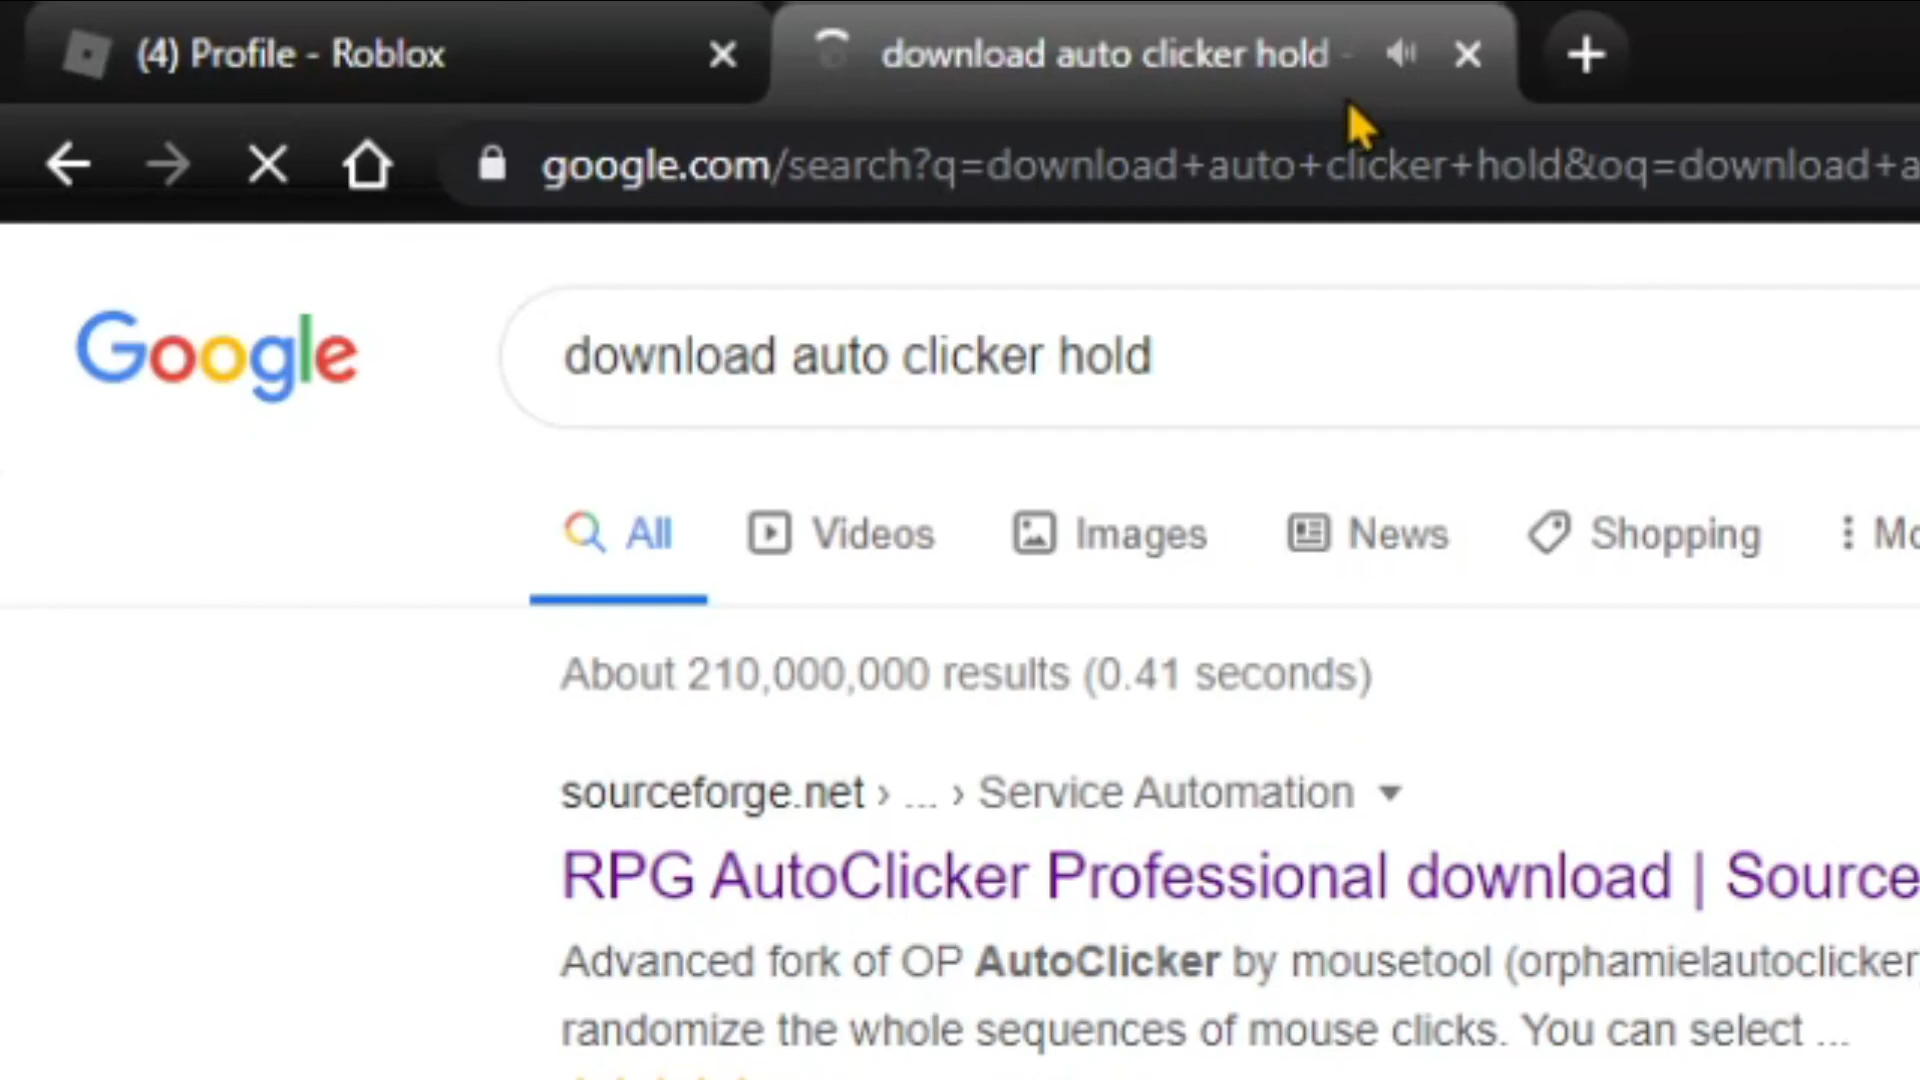 (4) Profile - Roblox
download auto clicker hold -
google.com/search?q=download+auto+clicker+hold&oq=download+a
Google
download auto clicker hold
All Videos Images News Shopping
About 210,000,000 results (0.41 seconds)
sourceforge.net › ... › Service Automation
RPG AutoClicker Professional download | Source
Advanced fork of OP AutoClicker by mousetool (orphamielautoclicker
randomize the whole sequences of mouse clicks. You can select ...